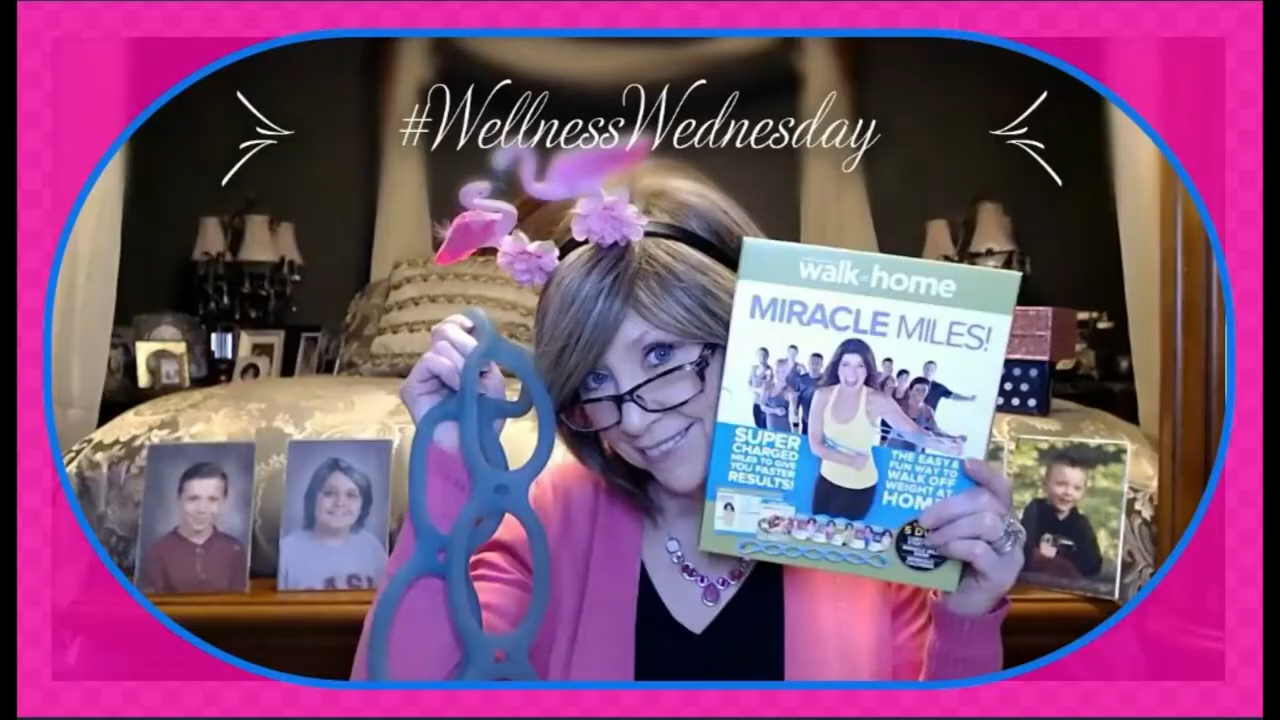 #WellnessWednesday
walk at home
MIRACLE MILES!
SUPER
CHARGED
MILES TO GIVE
YOU FASTER
RESULTS!
THE EASY &
FUN WAY TO
WALK OFF
WEIGHT AT
HOM